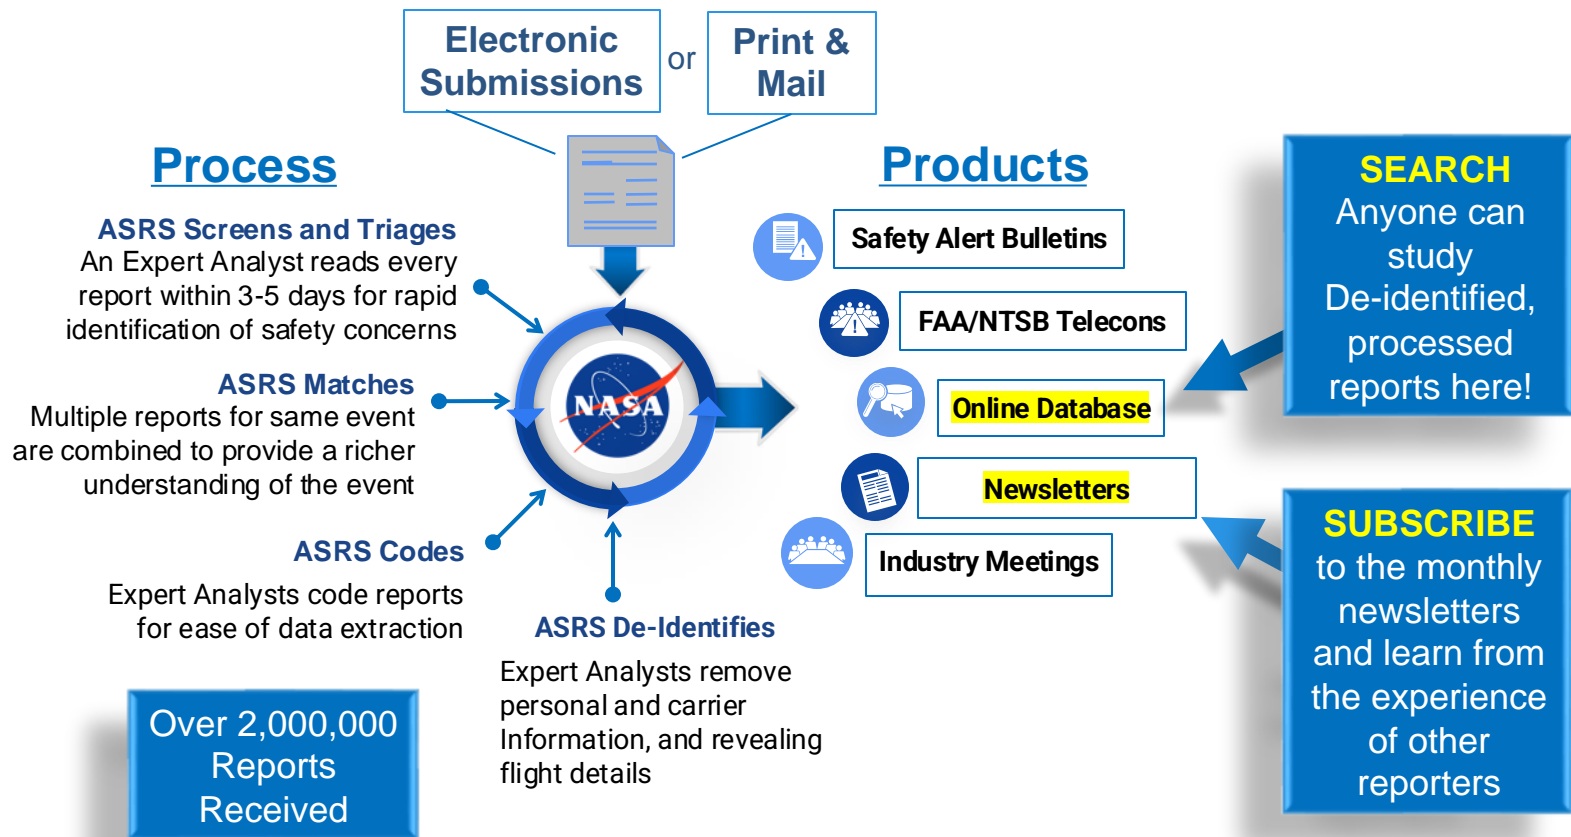 Electronic
Submissions
or
Print &
Mail
Process
ASRS Screens and Triages
An Expert Analyst reads every
report within 3-5 days for rapid
identification of safety concerns
ASRS Matches
Multiple reports for same event
are combined to provide a richer
understanding of the event
ASRS Codes
Expert Analysts code reports
for ease of data extraction
ASRS De-Identifies
Expert Analysts remove
personal and carrier
Information, and revealing
flight details
Over 2,000,000
Reports
Received
NASA
Products
Safety Alert Bulletins
FAA/NTSB Telecons
Online Database
Newsletters
Industry Meetings
SEARCH
Anyone can
study
De-identified,
processed
reports here!
SUBSCRIBE
to the monthly
newsletters
and learn from
the experience
of other
reporters